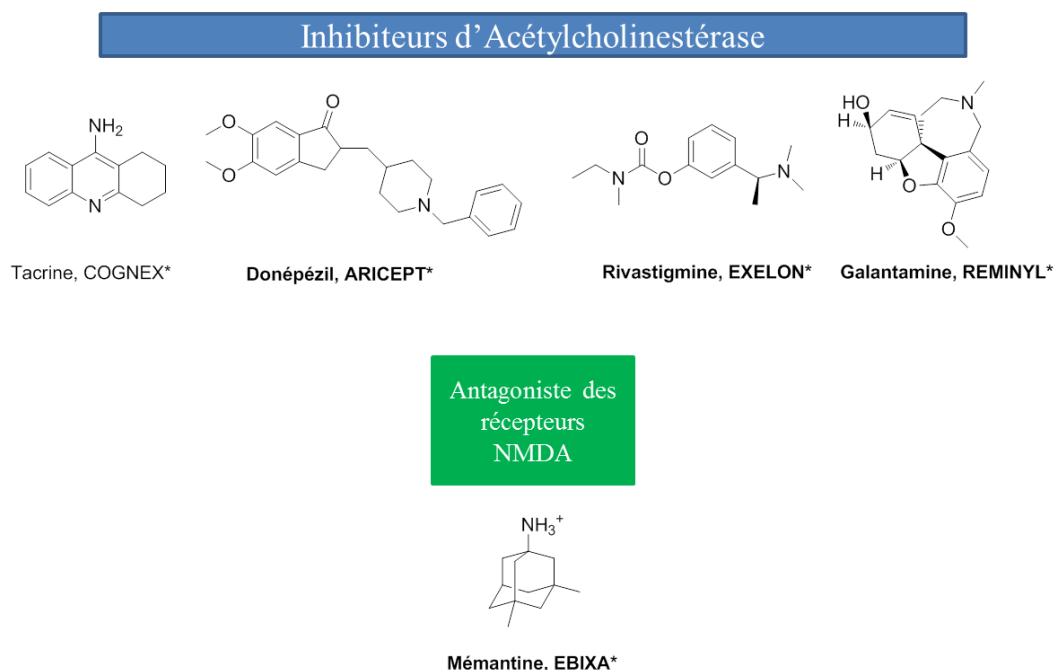 Inhibiteurs d’Acétylcholinestérase
NH2
N
Tacrine, COGNEX*
O
O
O
N
Donépézil, ARICEPT*
O
N
O
N
Rivastigmine, EXELON*
HO
H
N
H
O
O
Galantamine, REMINYL*
Antagoniste des
récepteurs
NMDA
NH3+
Mémantine, EBIXA*